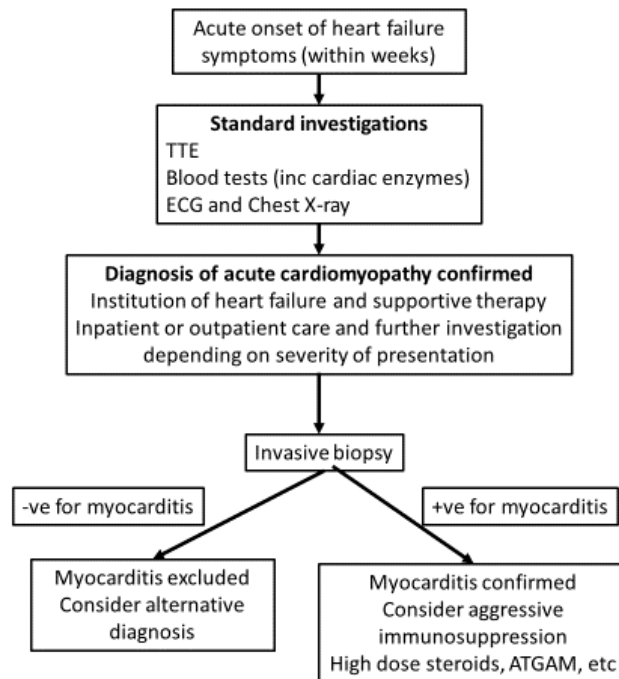 Acute onset of heart failure
symptoms (within weeks)
Standard investigations
TTE
Blood tests (inc cardiac enzymes)
ECG and Chest X-ray
Diagnosis of acute cardiomyopathy confirmed
Institution of heart failure and supportive therapy
Inpatient or outpatient care and further investigation
depending on severity of presentation
Invasive biopsy
-ve for myocarditis
+ve for myocarditis
Myocarditis excluded
Consider alternative
diagnosis
Myocarditis confirmed
Consider aggressive
immunosuppression
High dose steroids, ATGAM, etc